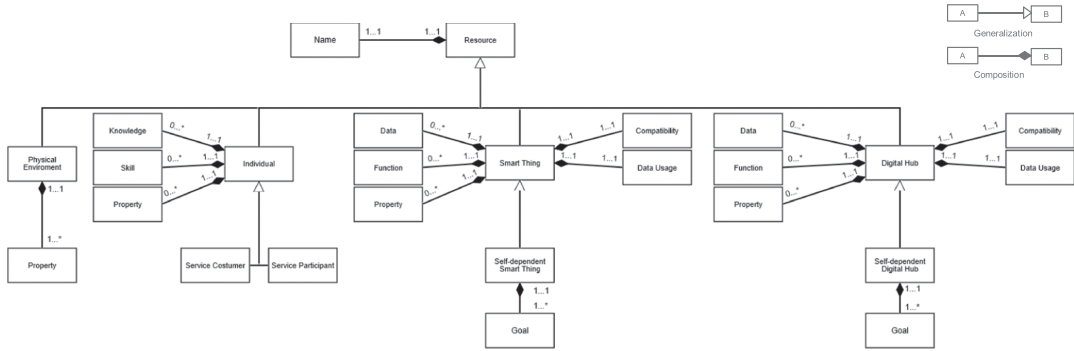 A
B
Generalization
A
B
Composition
Name
1...1
1...1
Resource
Knowledge
0...*
1...1
Skill
0...*
1...1
Property
0...*
1...1
Individual
Physical
Enviroment
1...1
1...*
Property
Service Costumer
Service Participant
Data
0...*
1...1
Function
0...*
1...1
Property
0...*
1...1
Smart Thing
1...1
1...1
Compatibility
1...1
1...1
Data Usage
Self-dependent
Smart Thing
1...1
1...*
Goal
Data
0...*
1...1
Function
0...*
1...1
Property
0...*
1...1
Digital Hub
1...1
1...1
Compatibility
1...1
1...1
Data Usage
Self-dependent
Digital Hub
1...1
1...*
Goal